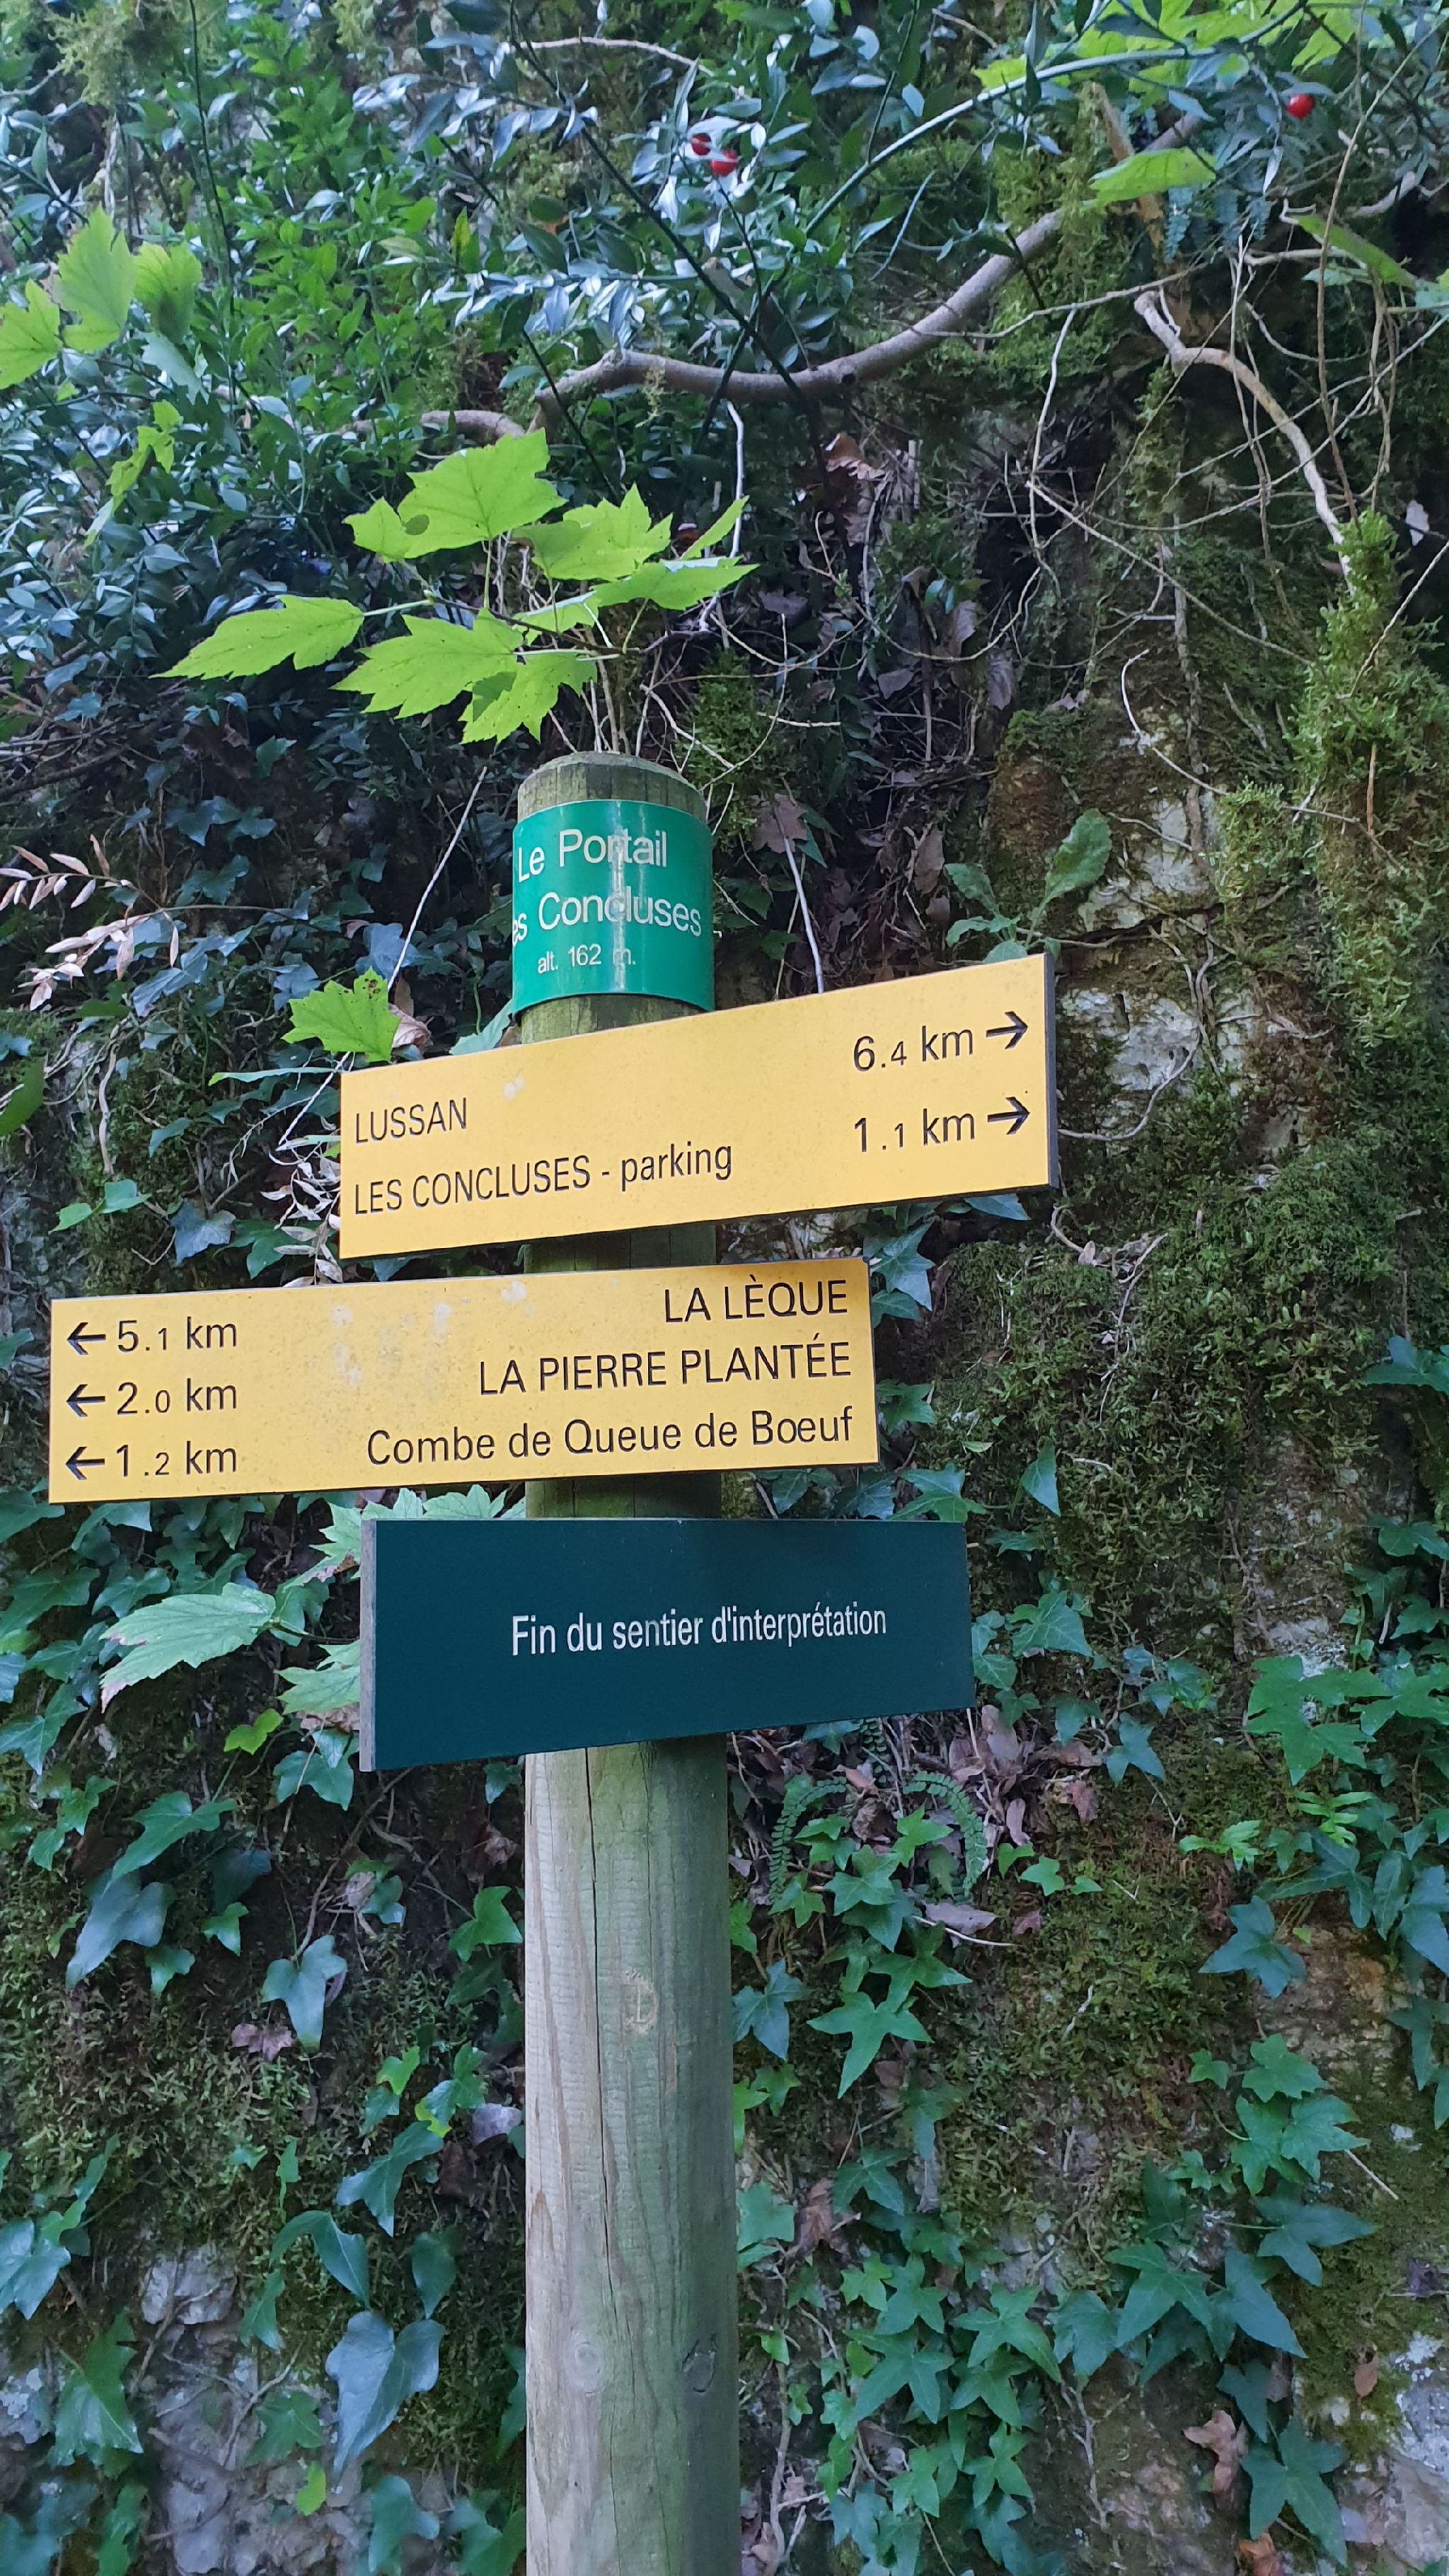 Le Portail
es Concluses
alt. 162 m.
LUSSAN 6.4 km →
LES CONCLUSES - parking 1.1 km →
← 5.1 km LA LÈQUE
← 2.0 km LA PIERRE PLANTÉE
← 1.2 km Combe de Queue de Boeuf
Fin du sentier d'interprétation